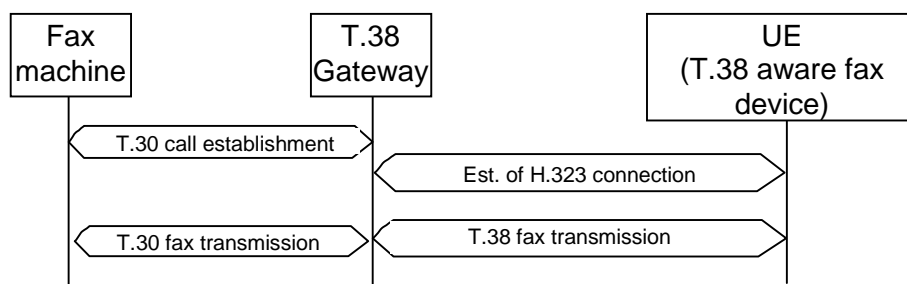 Fax
machine
T.38
Gateway
UE
(T.38 aware fax
device)
T.30 call establishment
Est. of H.323 connection
T.30 fax transmission
T.38 fax transmission